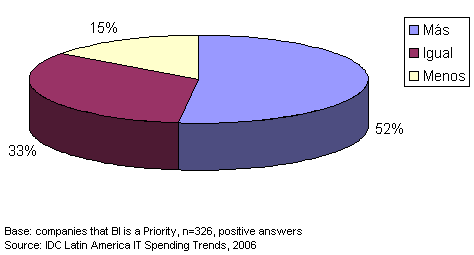 15%
Más
Igual
Menos
52%
33%
Base: companies that BI is a Priority, n=326, positive answers
Source: IDC Latin America IT Spending Trends, 2006